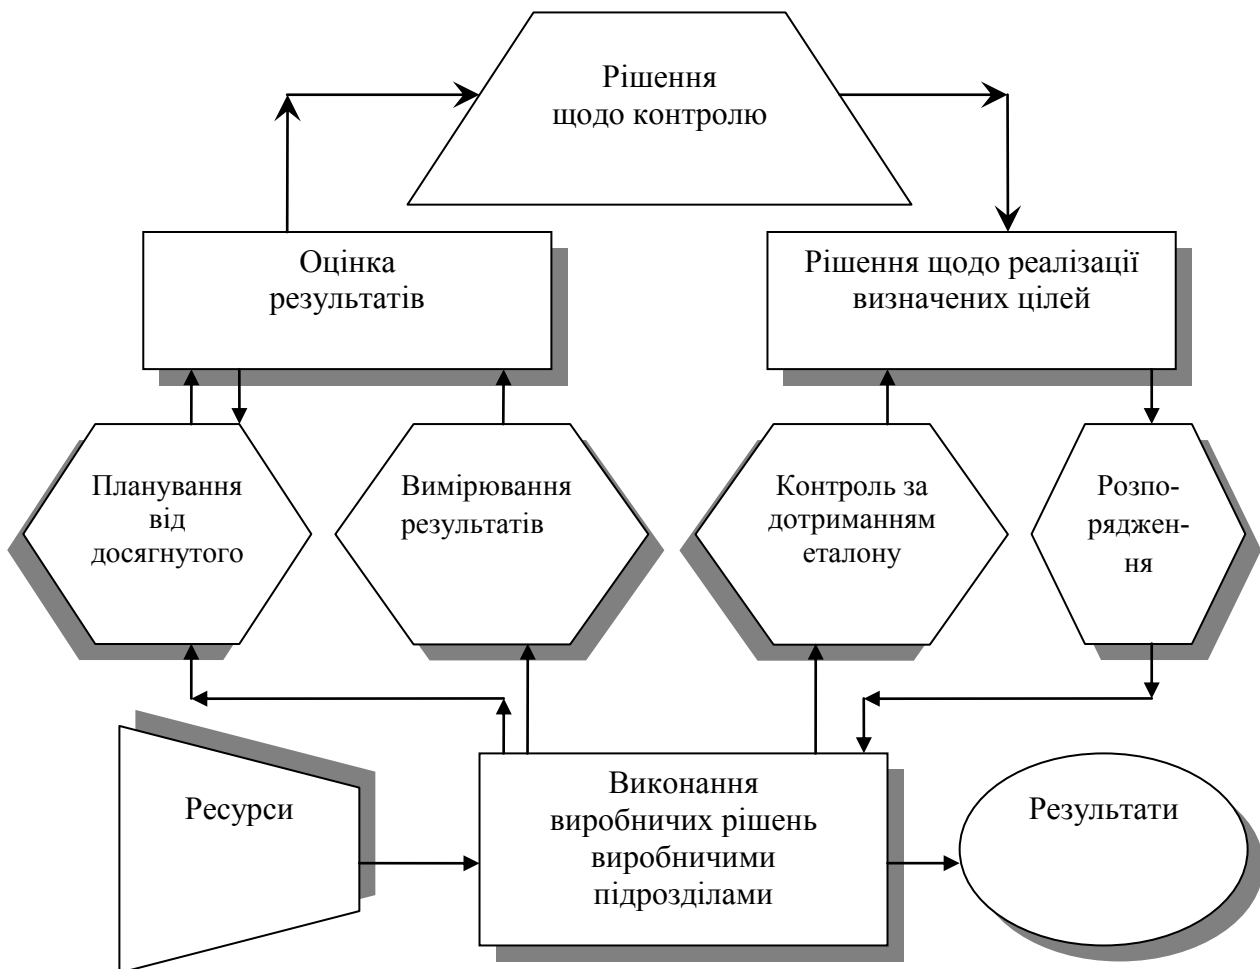 Рішення
щодо контролю
Оцінка
результатів
Рішення щодо реалізації
визначених цілей
Планування
від
досягнутого
Вимірювання
результатів
Контроль за
дотриманням
еталону
Розпо-
ряджен-
ня
Ресурси
Виконання
виробничих рішень
виробничими
підрозділами
Результати